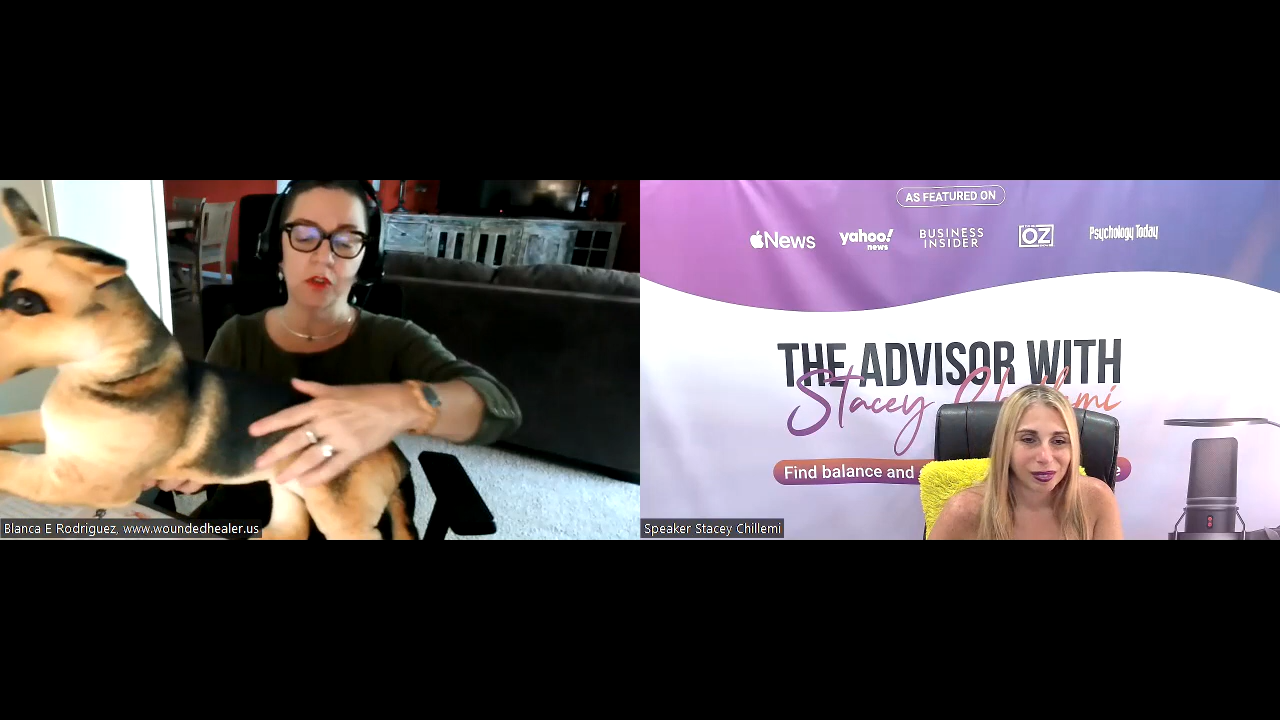 Blanca E Rodriguez, www.woundedhealer.us
AS FEATURED ON
News
yahoo!
news
BUSINESS
INSIDER
OZ
Psychology Today
THE ADVISOR WITH
Stacey Chillemi
Find balance and
Speaker Stacey Chillemi